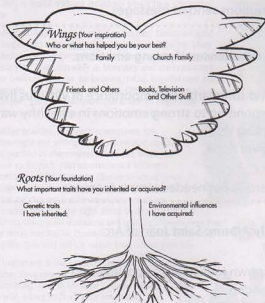 Wings (Your inspiration)
Who or what has helped you be your best?
Family Church Family
Friends and Others Books, Television
and Other Stuff
Roots (Your foundation)
What important traits have you inherited or acquired?
Genetic traits Environmental influences
I have inherited: I have acquired: